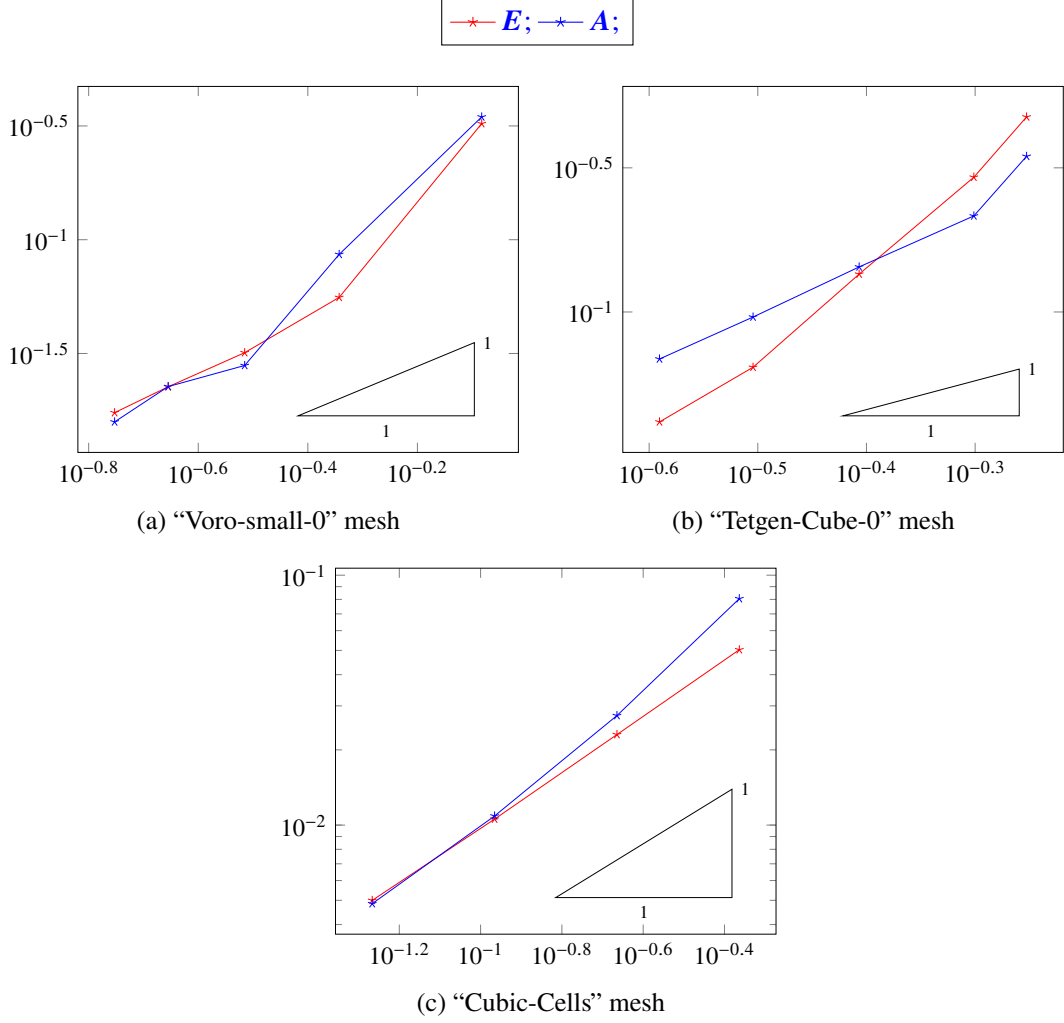 E; A;
10^{-0.5}
10^{-1}
10^{-1.5}
1
1
10^{-0.8} 10^{-0.6} 10^{-0.4} 10^{-0.2}
(a) “Voro-small-0” mesh
10^{-0.5}
10^{-1}
1
1
10^{-0.6} 10^{-0.5} 10^{-0.4} 10^{-0.3}
(b) “Tetgen-Cube-0” mesh
10^{-1}
10^{-2}
1
1
10^{-1.2} 10^{-1} 10^{-0.8} 10^{-0.6} 10^{-0.4}
(c) “Cubic-Cells” mesh